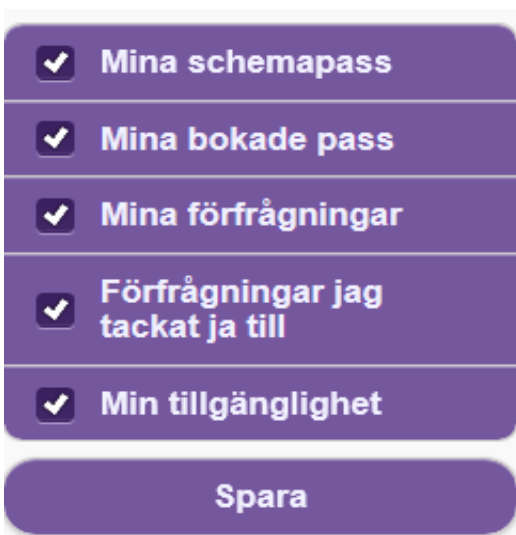 Mina schemapass
Mina bokade pass
Mina förfrågningar
Förfrågningar jag
tackat ja till
Min tillgänglighet
Spara